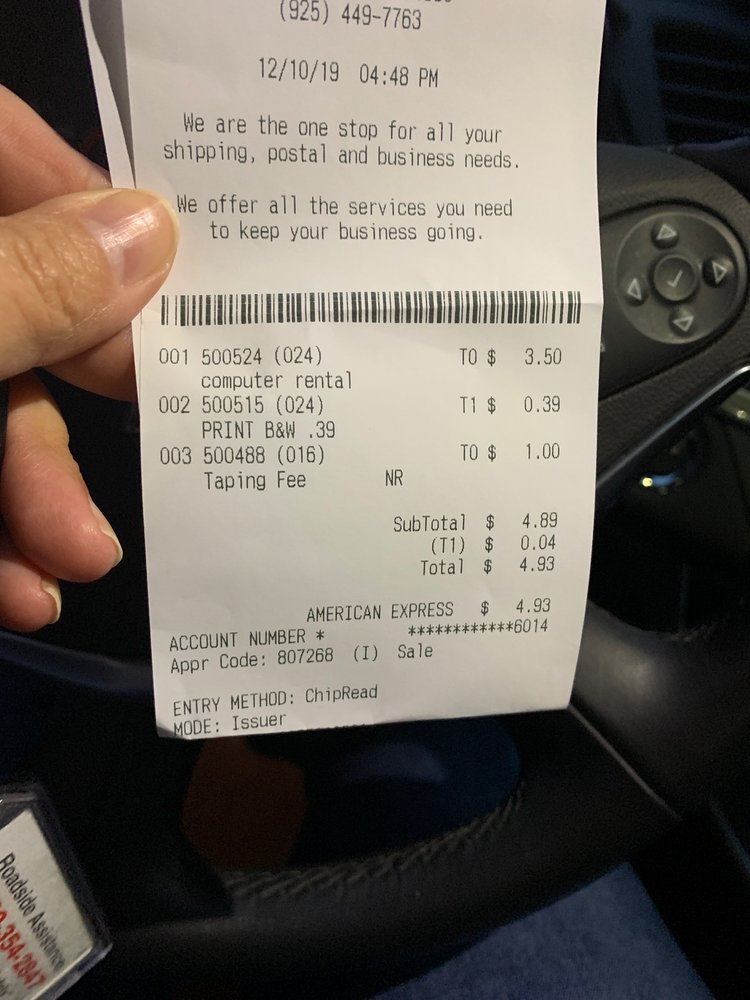 (925) 449-7763
12/10/19 04:48 PM
We are the one stop for all your
shipping, postal and business needs.
We offer all the services you need
to keep your business going.
001 500524 (024) T0 $ 3.50
computer rental
002 500515 (024) T1 $ 0.39
PRINT B&W .39
003 500488 (016) T0 $ 1.00
Taping Fee NR
SubTotal $ 4.89
(T1) $ 0.04
Total $ 4.93
AMERICAN EXPRESS $ 4.93
ACCOUNT NUMBER * ************6014
Appr Code: 807268 (I) Sale
ENTRY METHOD: ChipRead
MODE: Issuer
Roadside Assistance
354-2847